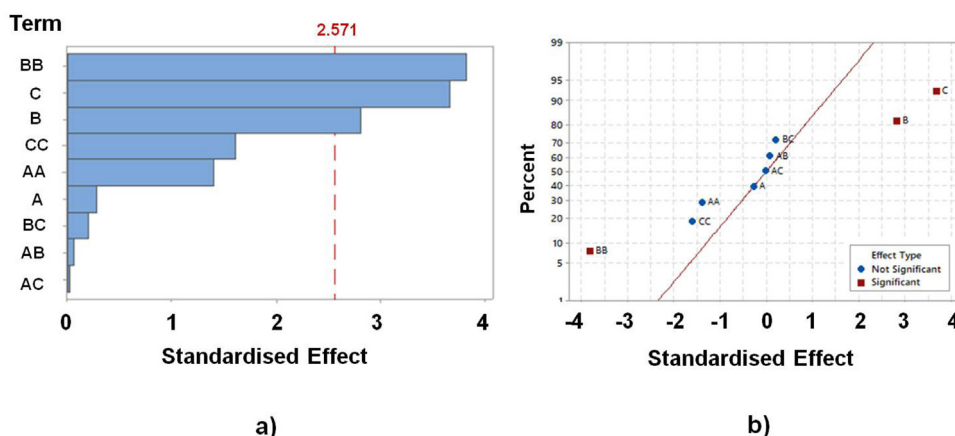 Term
2.571
BB
C
B
CC
AA
A
BC
AB
AC
0 1 2 3 4
Standardised Effect
a)
Percent
99
95
90
80
70
60
50
40
30
20
10
5
1
C
B
BC
AB
AC
A
AA
CC
BB
Effect Type
Not Significant
Significant
-4 -3 -2 -1 0 1 2 3 4
Standardised Effect
b)